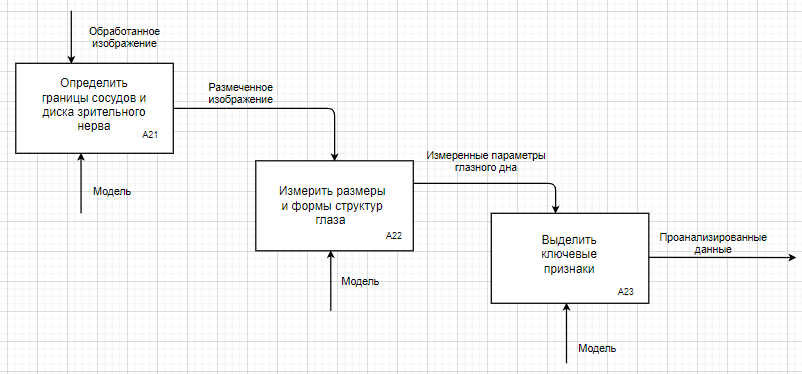 Обработанное
изображение
Определить
границы сосудов и
диска зрительного
нерва
A21
Размеченное
изображение
Модель
Измерить размеры
и формы структур
глаза
A22
Измеренные параметры
глазного дна
Модель
Выделить
ключевые
признаки
A23
Проанализированные
данные
Модель